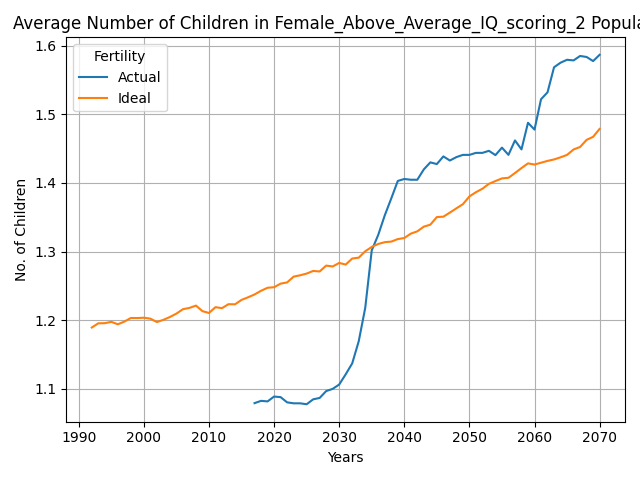 Average Number of Children in Female_Above_Average_IQ_scoring_2 Popula
Fertility
Actual
Ideal
No. of Children
1.6
1.5
1.4
1.3
1.2
1.1
1990 2000 2010 2020 2030 2040 2050 2060 2070
Years